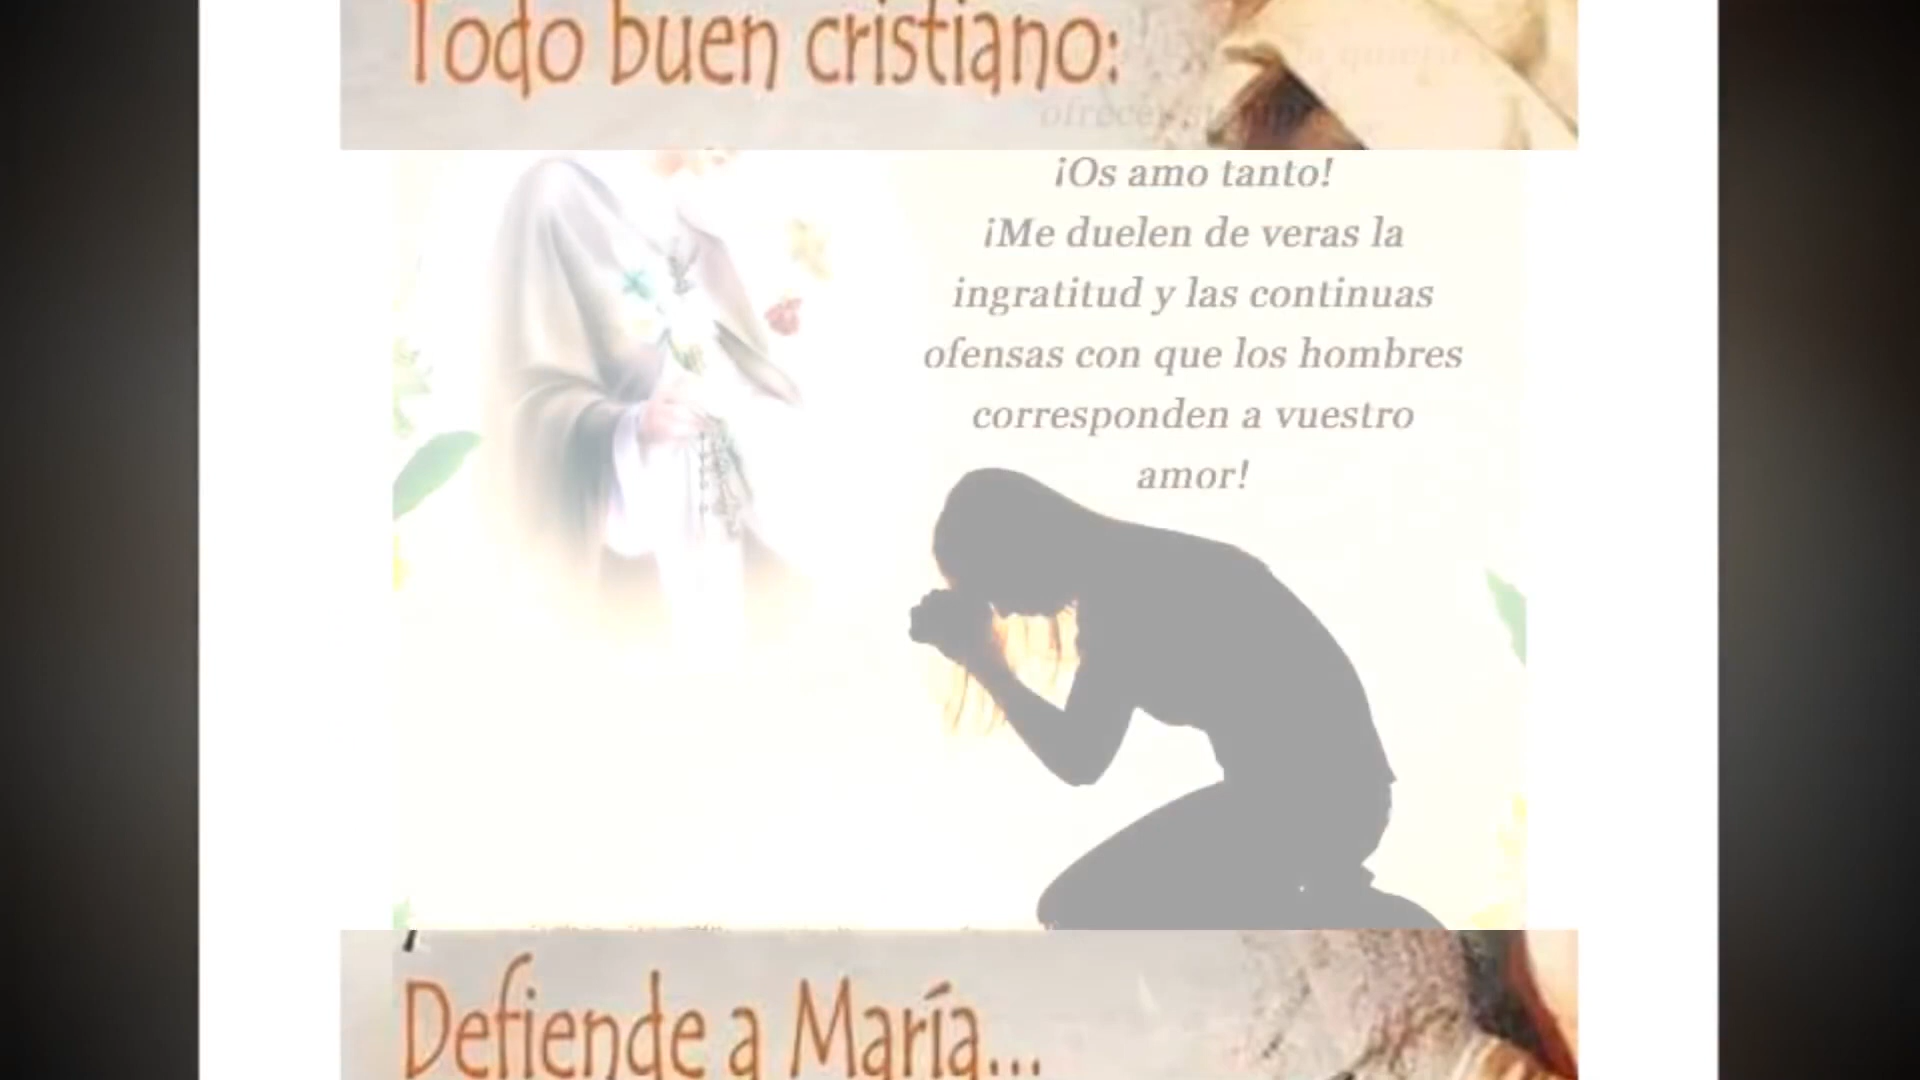 Todo buen cristiano:
ofrecer
¡Os amo tanto!
¡Me duelen de veras la
ingratitud y las continuas
ofensas con que los hombres
corresponden a vuestro
amor!
Defiende a María...